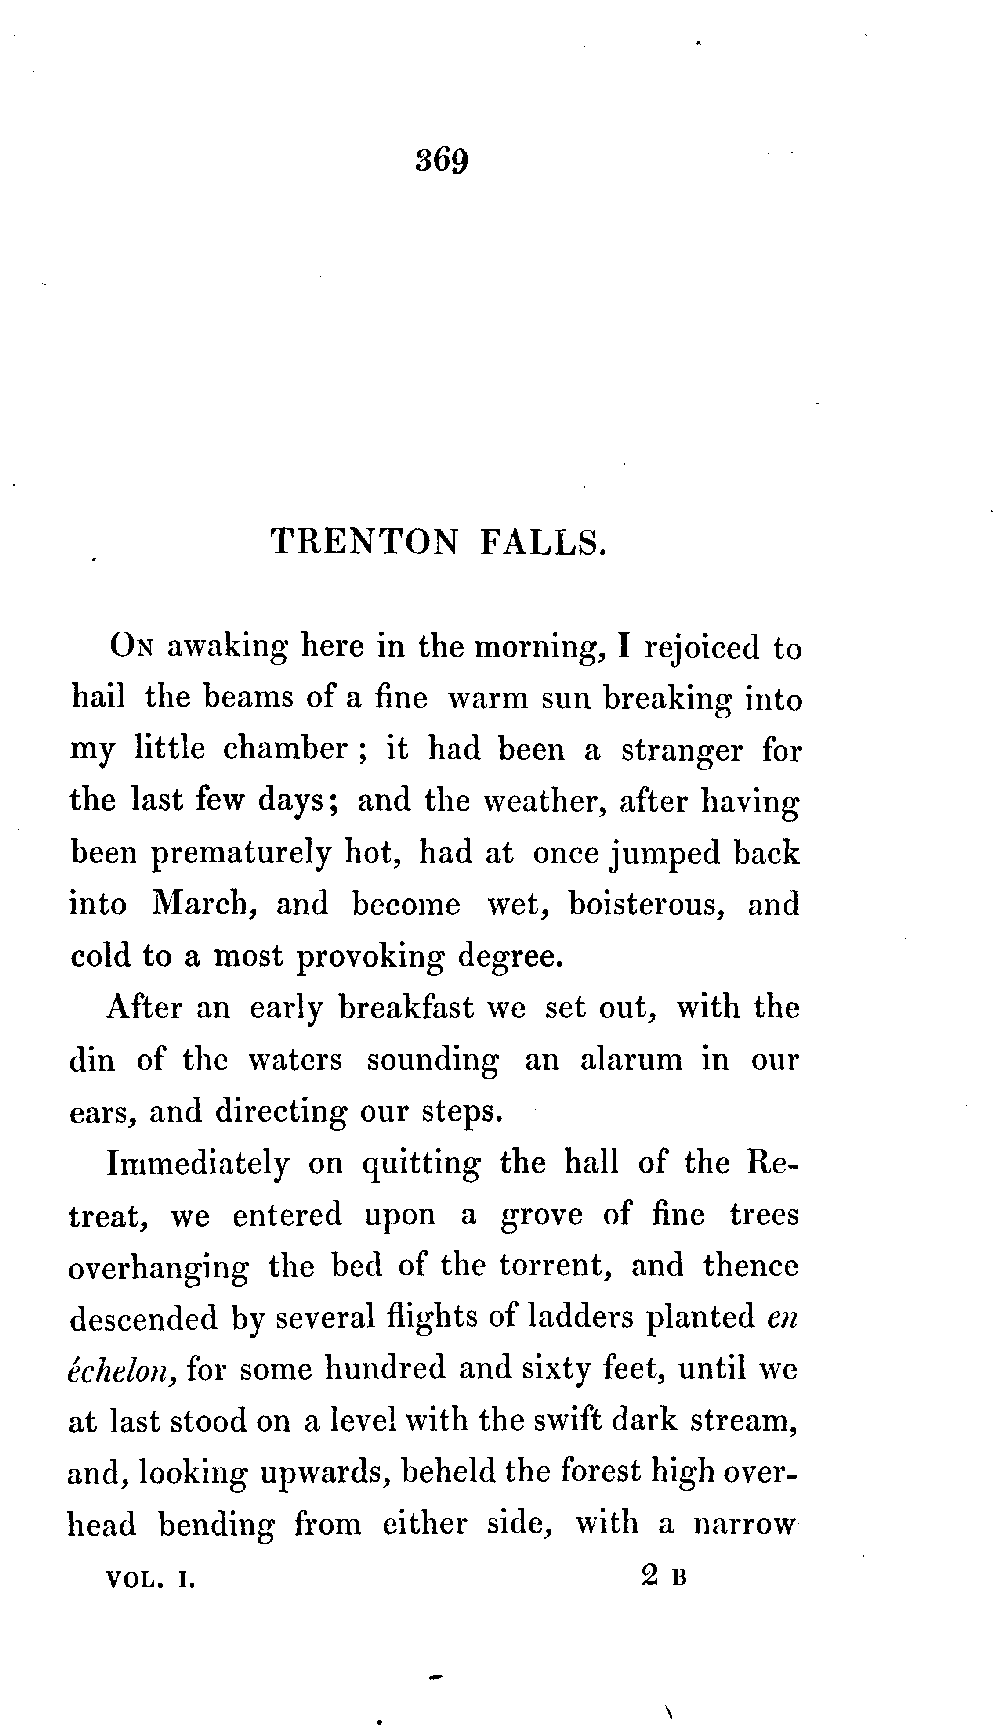 369
TRENTON FALLS.
ON awaking here in the morning, I rejoiced to
hail the beams of a fine warm sun breaking into
my little chamber ; it had been a stranger for
the last few days; and the weather, after having
been prematurely hot, had at once jumped back
into March, and become wet, boisterous, and
cold to a most provoking degree.
After an early breakfast we set out, with the
din of the waters sounding an alarum in our
ears, and directing our steps.
Immediately on quitting the hall of the Re-
treat, we entered upon a grove of fine trees
overhanging the bed of the torrent, and thence
descended by several flights of ladders planted en
échelon, for some hundred and sixty feet, until we
at last stood on a level with the swift dark stream,
and, looking upwards, beheld the forest high over-
head bending from either side, with a narrow
VOL. I. 2 B